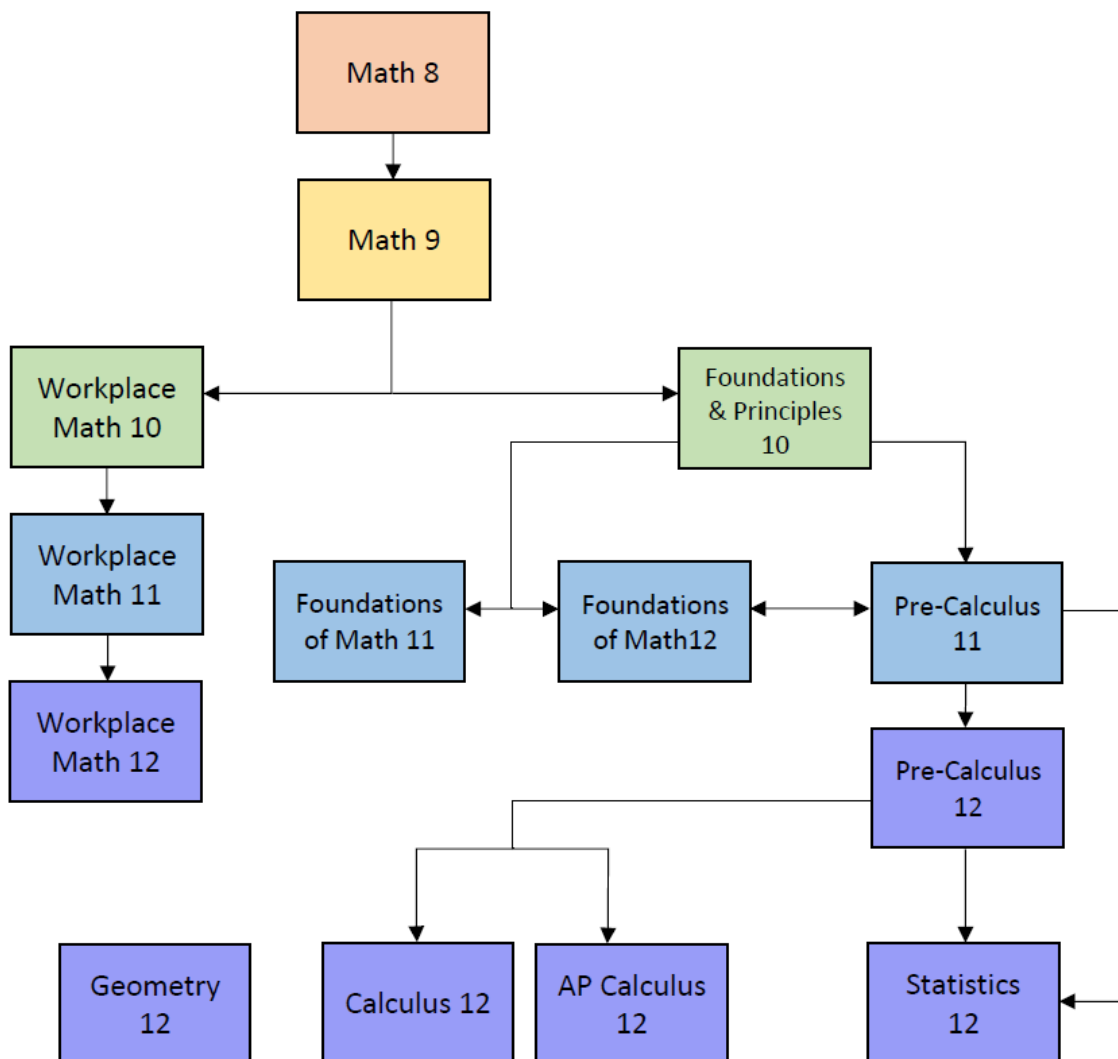 Math 8
Math 9
Workplace
Math 10
Foundations
& Principles
10
Workplace
Math 11
Foundations
of Math 11
Foundations
of Math12
Pre-Calculus
11
Workplace
Math 12
Pre-Calculus
12
Geometry
12
Calculus 12
AP Calculus
12
Statistics
12